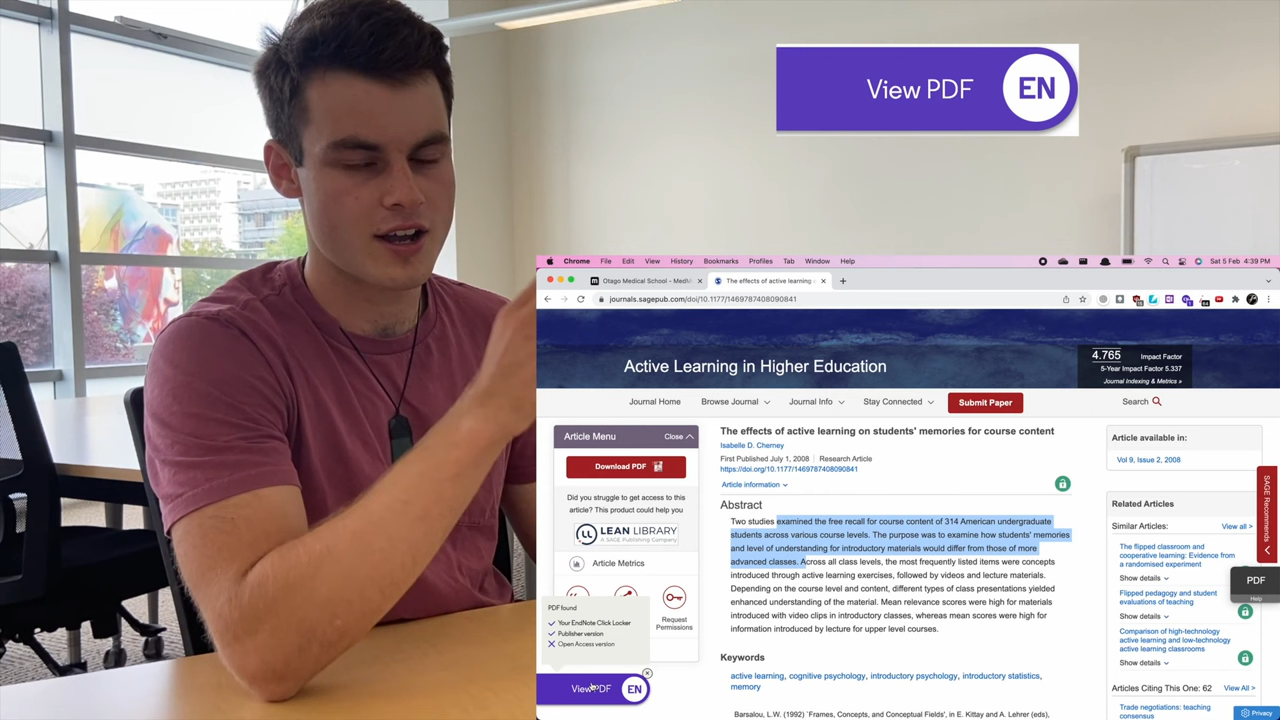 View PDF EN
Chrome File Edit View History Bookmarks Profiles Tab Window Help
Sat 5 Feb 4:39 PM
Otago Medical School – MedM
The effects of active learning o
journals.sagepub.com/doi/10.1177/1469787408090841
Active Learning in Higher Education
4.765 Impact Factor
5-Year Impact Factor 5.337
Journal Indexing & Metrics »
Journal Home Browse Journal Journal Info Stay Connected Submit Paper Search
Article Menu Close
Download PDF
Did you struggle to get access to this
article? This product could help you
LEAN LIBRARY
A SAGE Publishing Company
Article Metrics
Request
Permissions
PDF found
Your EndNote Click Locker
Publisher version
Open Access version
View PDF EN
The effects of active learning on students' memories for course content
Isabelle D. Cherney
First Published July 1, 2008 Research Article
https://doi.org/10.1177/1469787408090841
Article information
Abstract
Two studies examined the free recall for course content of 314 American undergraduate
students across various course levels. The purpose was to examine how students' memories
and level of understanding for introductory materials would differ from those of more
advanced classes. Across all class levels, the most frequently listed items were concepts
introduced through active learning exercises, followed by videos and lecture materials.
Depending on the course level and content, different types of class presentations yielded
enhanced understanding of the material. Mean relevance scores were high for materials
introduced with video clips in introductory classes, whereas mean scores were high for
information introduced by lecture for upper level courses.
Keywords
active learning, cognitive psychology, introductory psychology, introductory statistics,
memory
Barsalou, L.W. (1992) 'Frames, Concepts, and Conceptual Fields', in E. Kittay and A. Lehrer (eds),
Article available in:
Vol 9, Issue 2, 2008
Related Articles
Similar Articles: View all >
The flipped classroom and
cooperative learning: Evidence from
a randomised experiment
Show details
Flipped pedagogy and student
evaluations of teaching
Show details
Comparison of high-technology
active learning and low-technology
active learning classrooms
Show details
Articles Citing This One: 62 View All >
Trade negotiations: teaching
consensus
SAGE Recommends
PDF
Help
Privacy